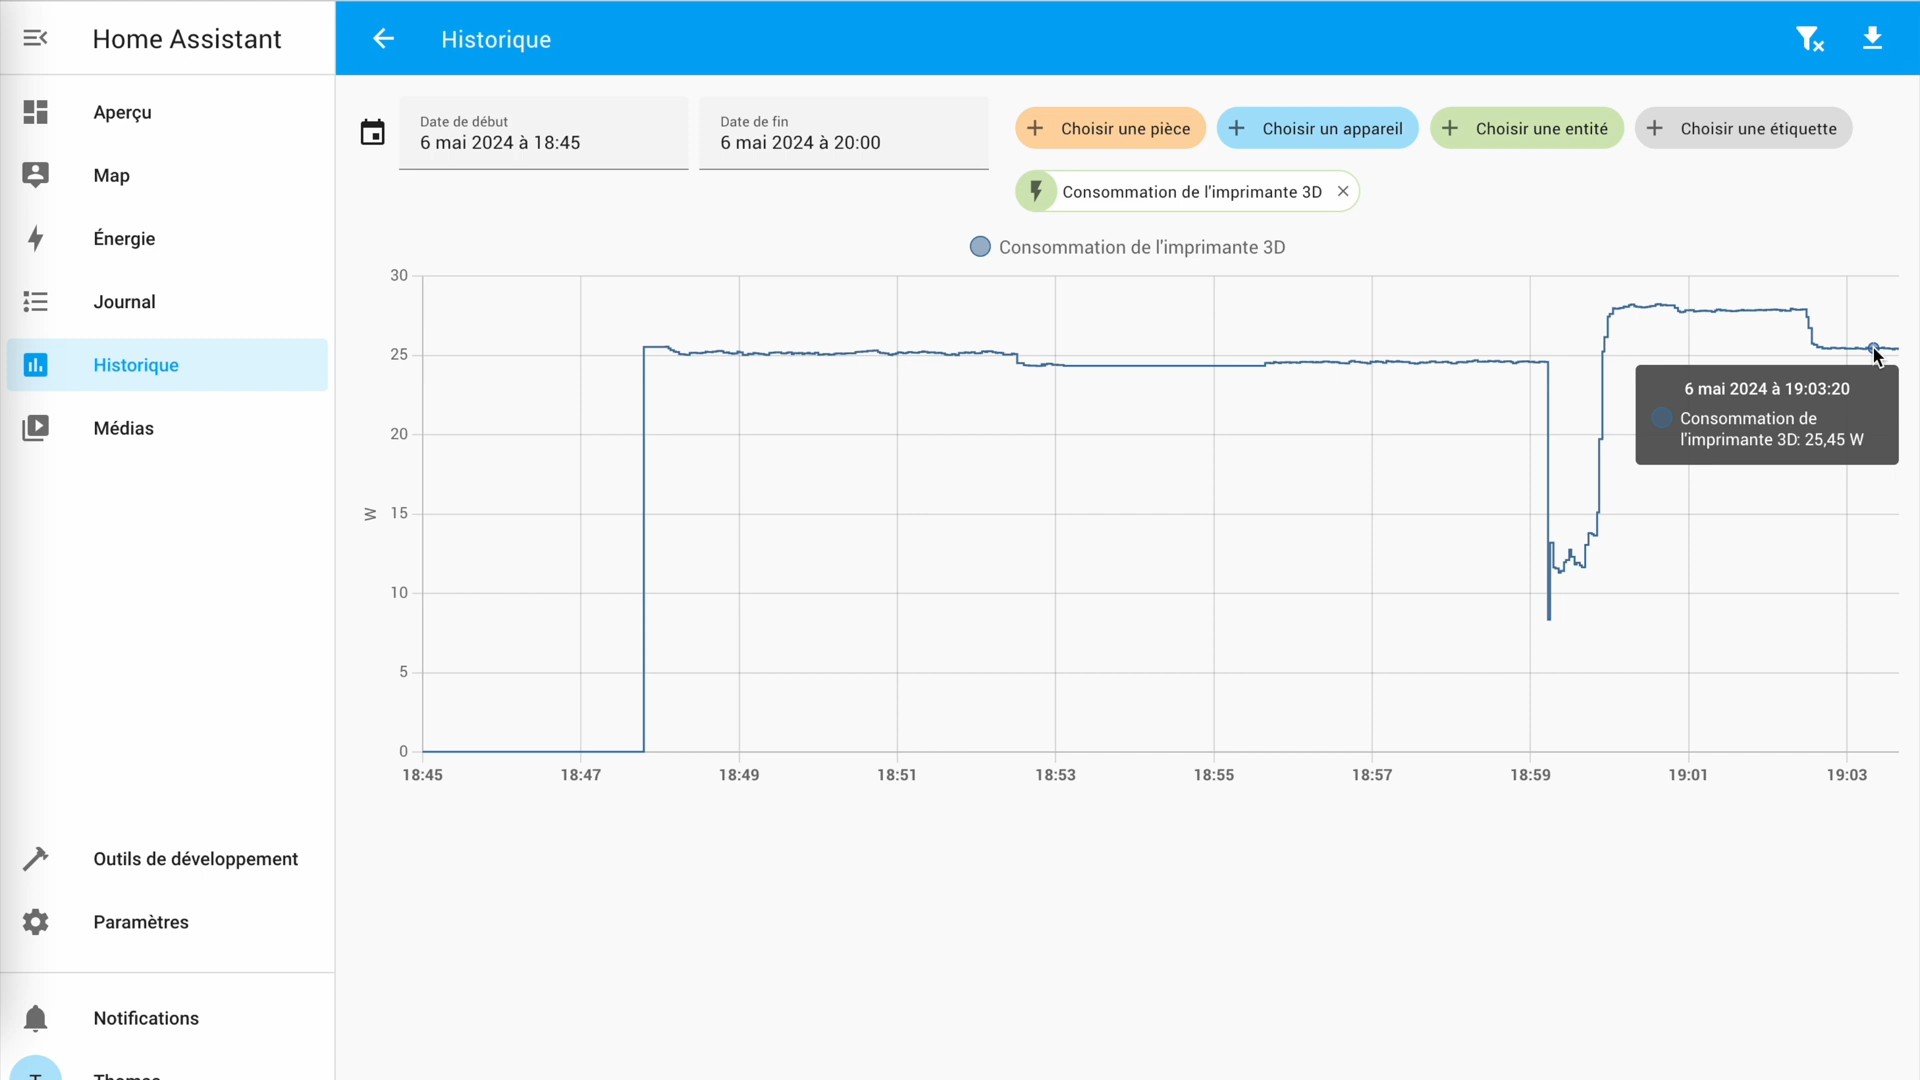 Home Assistant
Aperçu
Map
Énergie
Journal
Historique
Médias
Outils de développement
Paramètres
Notifications
T
Thomas
Historique
Date de début
6 mai 2024 à 18:45
Date de fin
6 mai 2024 à 20:00
Choisir une pièce
Choisir un appareil
Choisir une entité
Choisir une étiquette
Consommation de l'imprimante 3D
Consommation de l'imprimante 3D
30
25
20
15
10
5
0
W
18:45
18:47
18:49
18:51
18:53
18:55
18:57
18:59
19:01
19:03
6 mai 2024 à 19:03:20
Consommation de
l'imprimante 3D: 25,45 W